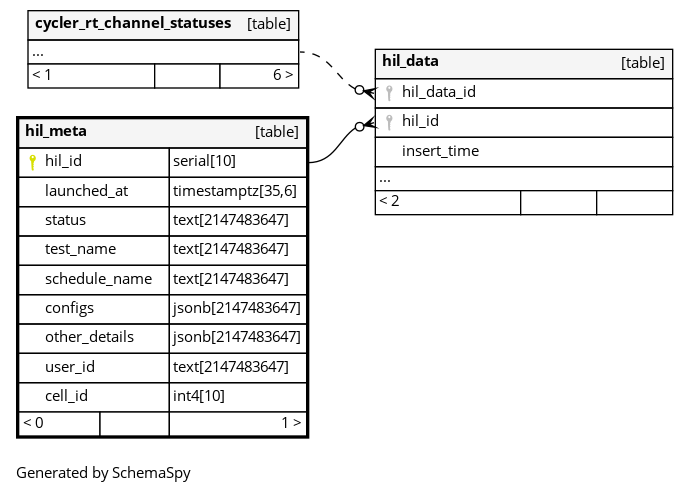 cycler_rt_channel_statuses [table]
...
< 1 6 >
hil_data [table]
hil_data_id
hil_id
insert_time
...
< 2
hil_meta [table]
hil_id serial[10]
launched_at timestamptz[35,6]
status text[2147483647]
test_name text[2147483647]
schedule_name text[2147483647]
configs jsonb[2147483647]
other_details jsonb[2147483647]
user_id text[2147483647]
cell_id int4[10]
< 0 1 >
Generated by SchemaSpy